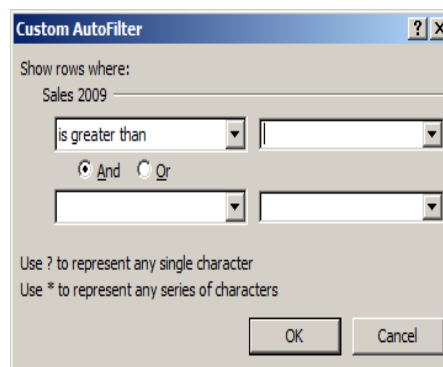 Custom AutoFilter
Show rows where:
Sales 2009
is greater than
And Or
Use ? to represent any single character
Use * to represent any series of characters
OK Cancel